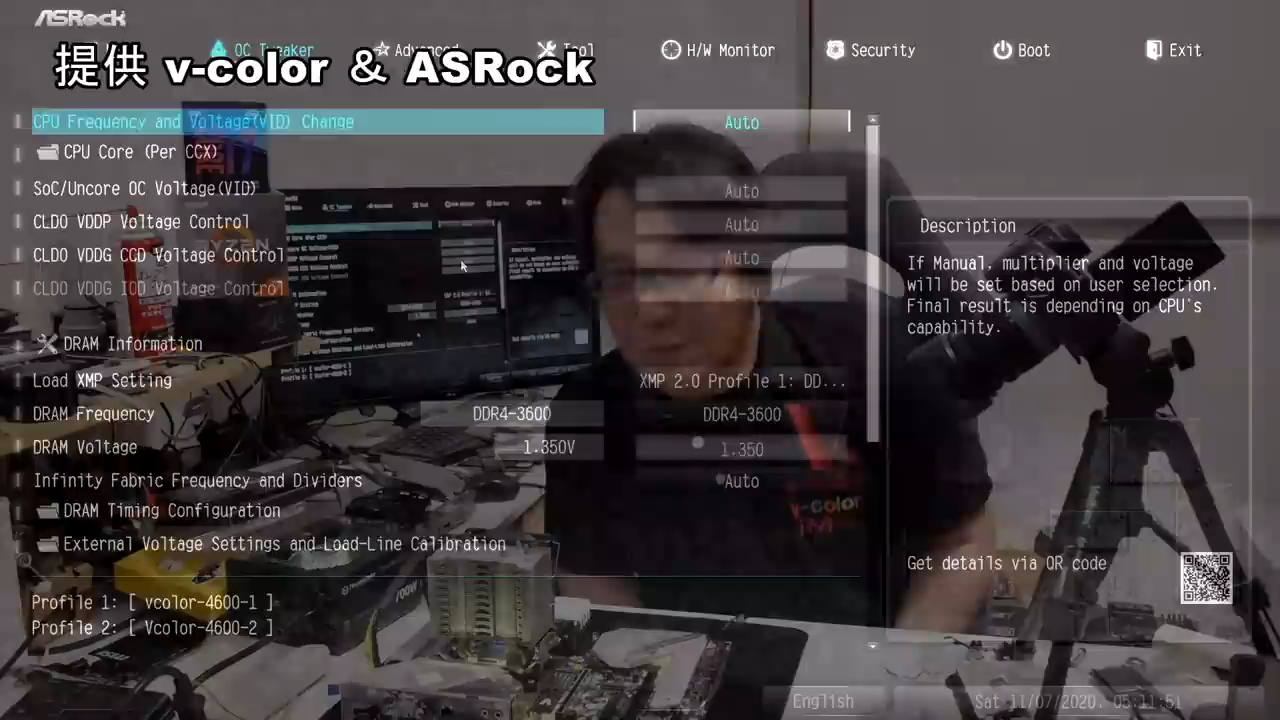 ASRock
OC Tweaker
Advanced
Tool
H/W Monitor
Security
Boot
Exit
提供 v-color & ASRock
CPU Frequency and Voltage(VID) Change Auto
CPU Core (Per CCX)
SoC/Uncore OC Voltage(VID) Auto
CLDO VDDP Voltage Control Auto
CLDO VDDG CCD Voltage Control Auto
CLDO VDDG IOD Voltage Control Auto
DRAM Information
Load XMP Setting XMP 2.0 Profile 1: DD...
DRAM Frequency DDR4-3600 DDR4-3600
DRAM Voltage 1.350V 1.350
Infinity Fabric Frequency and Dividers Auto
DRAM Timing Configuration
External Voltage Settings and Load-Line Calibration
Profile 1: [ vcolor-4600-1 ]
Profile 2: [ Vcolor-4600-2 ]
Description
If Manual, multiplier and voltage
will be set based on user selection.
Final result is depending on CPU's
capability.
Get details via QR code
English
Sat 11/07/2020. 05:11:51
RYZEN
v-color